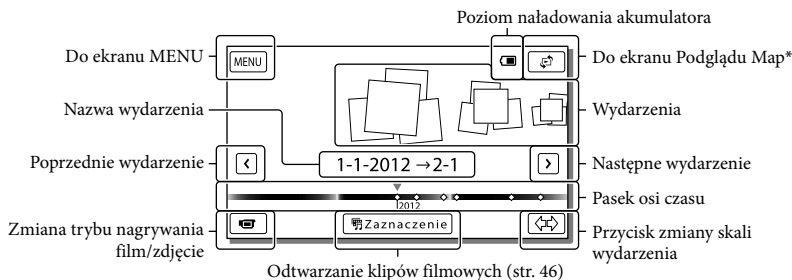 Poziom naładowania akumulatora
Do ekranu MENU
MENU
Do ekranu Podglądu Map*
Nazwa wydarzenia
Wydarzenia
Poprzednie wydarzenie
1-1-2012 →2-1
Następne wydarzenie
2012
Pasek osi czasu
Zmiana trybu nagrywania
film/zdjęcie
Zaznaczenie
Przycisk zmiany skali
wydarzenia
Odtwarzanie klipów filmowych (str. 46)